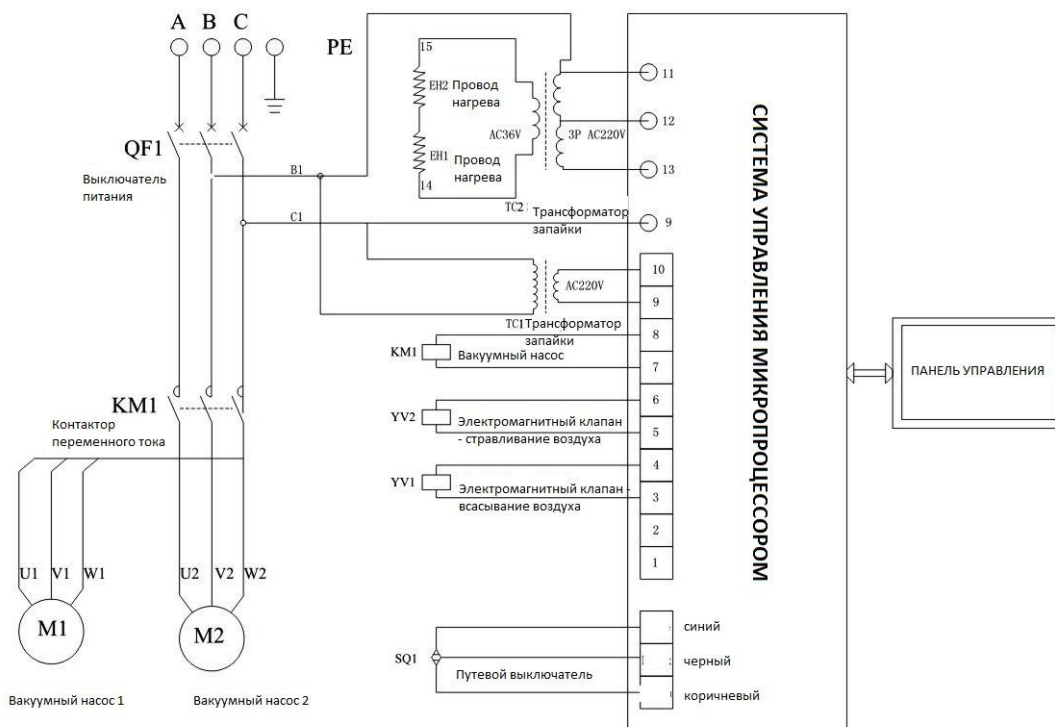 A B C
PE
QF1
Выключатель
питания
B1
C1
15
EH2 Провод
нагрева
EH1 Провод
нагрева
14
AC36V
3P AC220V
11
12
13
TC2 Трансформатор
запайки
9
10
9
8
7
6
5
4
3
2
1
AC220V
TC1 Трансформатор
запайки
KM1
Вакуумный насос
YV2
Электромагнитный клапан
- стравливание воздуха
YV1
Электромагнитный клапан -
всасывание воздуха
KM1
Контактор
переменного тока
U1 V1 W1
U2 V2 W2
M1
M2
Вакуумный насос 1
Вакуумный насос 2
SQ1
Путевой выключатель
синий
черный
коричневый
СИСТЕМА УПРАВЛЕНИЯ МИКРОПРОЦЕССОРОМ
ПАНЕЛЬ УПРАВЛЕНИЯ